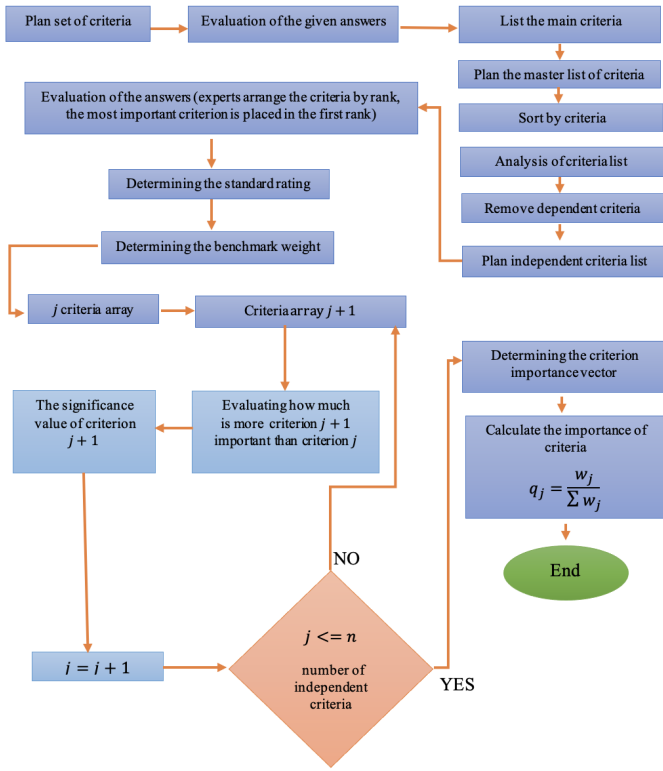 Plan set of criteria
Evaluation of the given answers
List the main criteria
Plan the master list of criteria
Sort by criteria
Analysis of criteria list
Remove dependent criteria
Plan independent criteria list
Evaluation of the answers (experts arrange the criteria by rank,
the most important criterion is placed in the first rank)
Determining the standard rating
Determining the benchmark weight
j criteria array
Criteria array j + 1
Evaluating how much
is more criterion j + 1
important than criterion j
The significance
value of criterion
j + 1
j = j + 1
j <= n
number of
independent
criteria
NO
YES
Determining the criterion
importance vector
Calculate the importance of
criteria
q_j = w_j / ∑ w_j
End